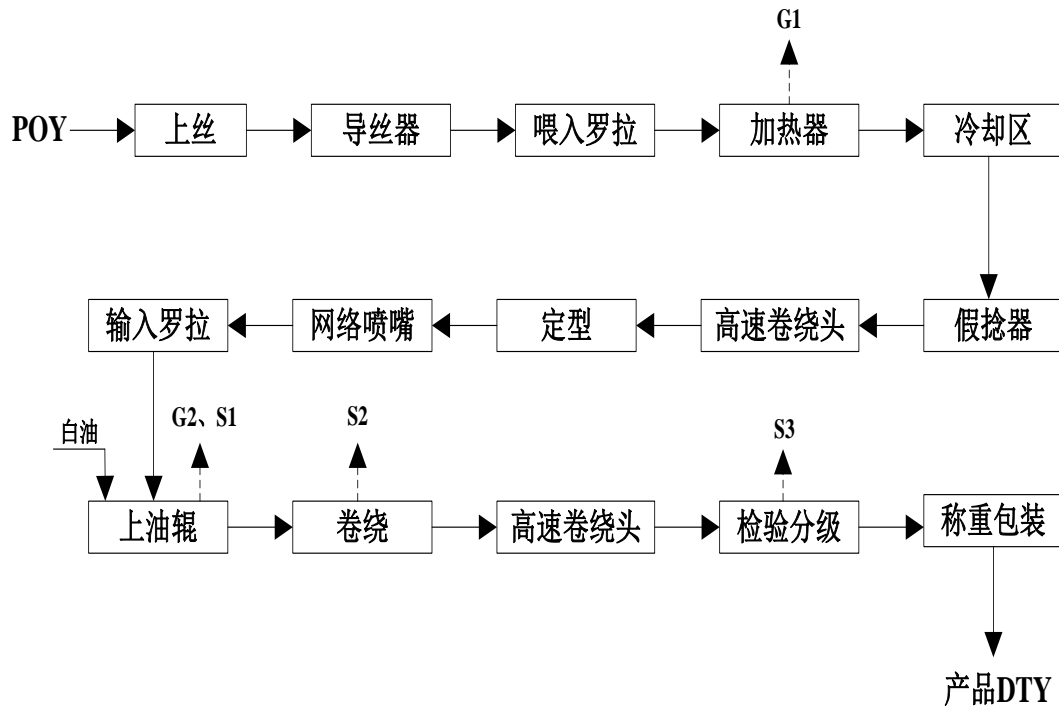 G1
POY
上丝
导丝器
喂入罗拉
加热器
冷却区
输入罗拉
网络喷嘴
定型
高速卷绕头
假捻器
白油
G2、S1
S2
S3
上油辊
卷绕
高速卷绕头
检验分级
称重包装
产品DTY